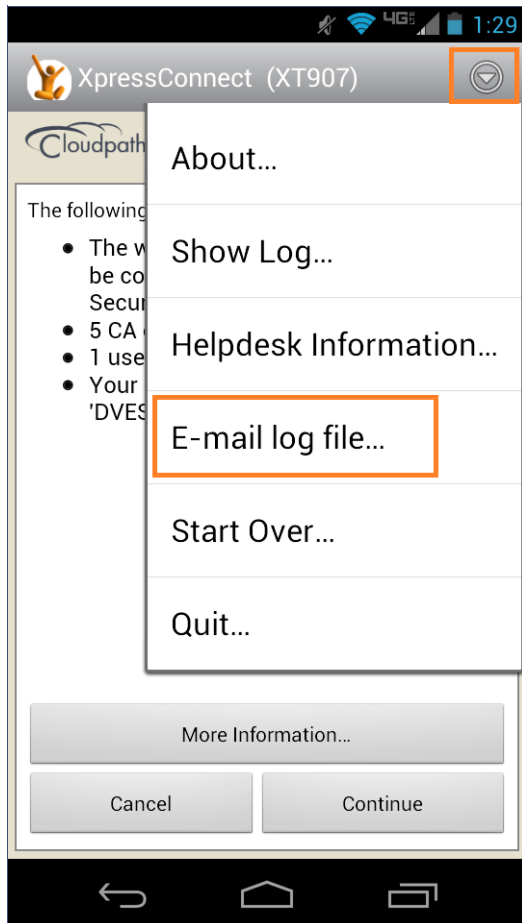 4G 1:29
XpressConnect (XT907)
Cloudpath
About...
The following
Show Log...
• The w
be co
Secur
• 5 CA
• 1 use
• Your
'DVES
Helpdesk Information...
E-mail log file...
Start Over...
Quit...
More Information...
Cancel Continue